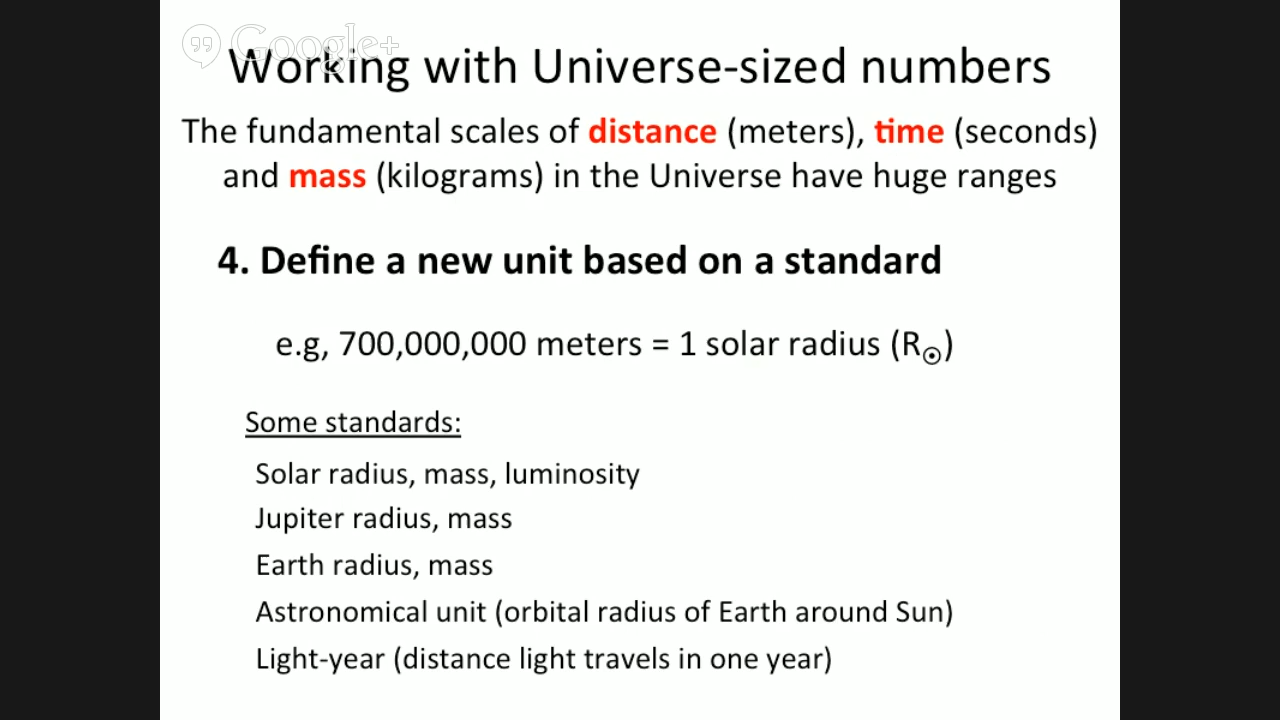 Google+
Working with Universe-sized numbers
The fundamental scales of distance (meters), time (seconds)
and mass (kilograms) in the Universe have huge ranges
4. Define a new unit based on a standard
e.g, 700,000,000 meters = 1 solar radius (R☉)
Some standards:
Solar radius, mass, luminosity
Jupiter radius, mass
Earth radius, mass
Astronomical unit (orbital radius of Earth around Sun)
Light-year (distance light travels in one year)